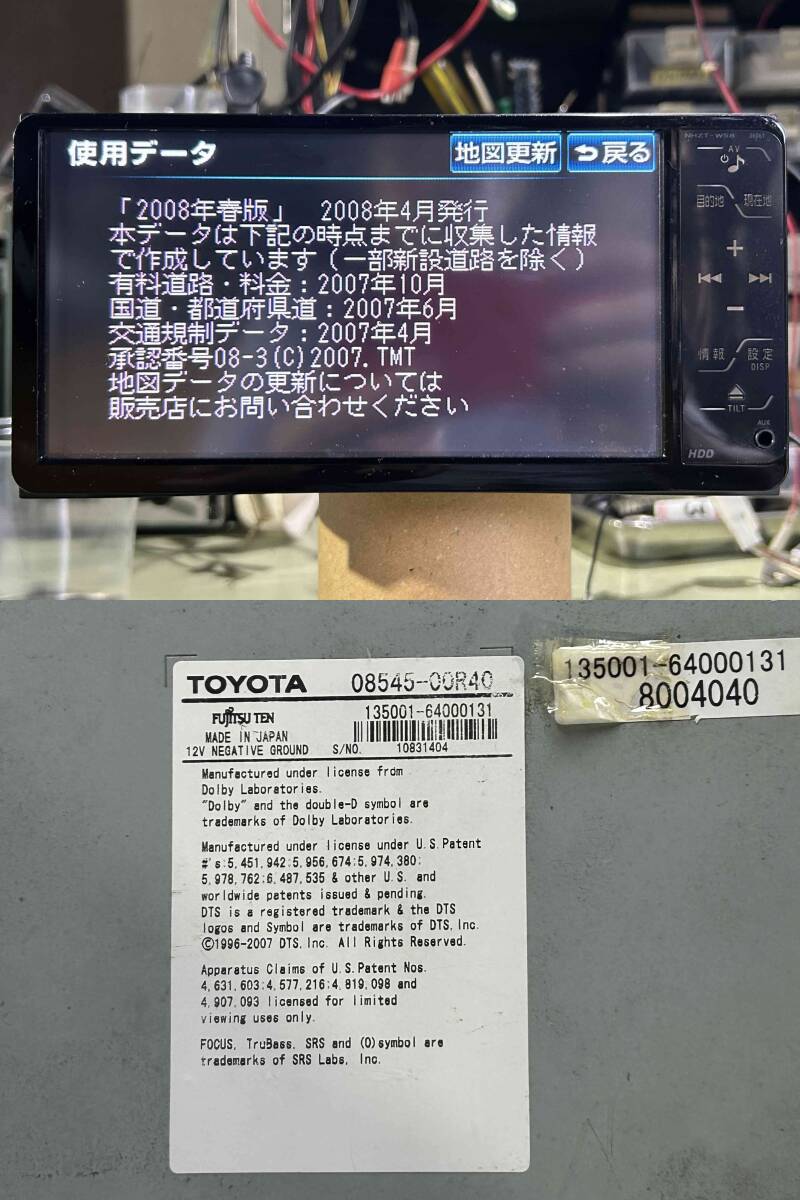 使用データ
地図更新
戻る
「2008年春版」 2008年4月発行
本データは下記の時点までに収集した情報
で作成しています(一部新設道路を除く)
有料道路・料金:2007年10月
国道・都道府県道:2007年6月
交通規制データ:2007年4月
承認番号08-3(C)2007.TMT
地図データの更新については
販売店にお問い合わせください
NHZT-W58
AV
目的地
現在地
+
-
情報
設定
DISP
TILT
AUX
HDD
TOYOTA 08545-00R40
FUJITSU TEN 135001-64000131
MADE IN JAPAN
12V NEGATIVE GROUND S/NO. 10831404
Manufactured under license from
Dolby Laboratories.
"Dolby" and the double-D symbol are
trademarks of Dolby Laboratories.
Manufactured under license under U.S.Patent
#'s:5,451,942;5,956,674;5,974,380;
5,978,762;6,487,535 & other U.S. and
worldwide patents issued & pending.
DTS is a registered trademark & the DTS
logos and Symbol are trademarks of DTS, Inc.
©1996-2007 DTS, Inc. All Rights Reserved.
Apparatus Claims of U.S.Patent Nos.
4,631,603;4,577,216;4,819,098 and
4,907,093 licensed for limited
viewing uses only.
FOCUS, TruBass, SRS and (O)symbol are
trademarks of SRS Labs, Inc.
135001-64000131
8004040